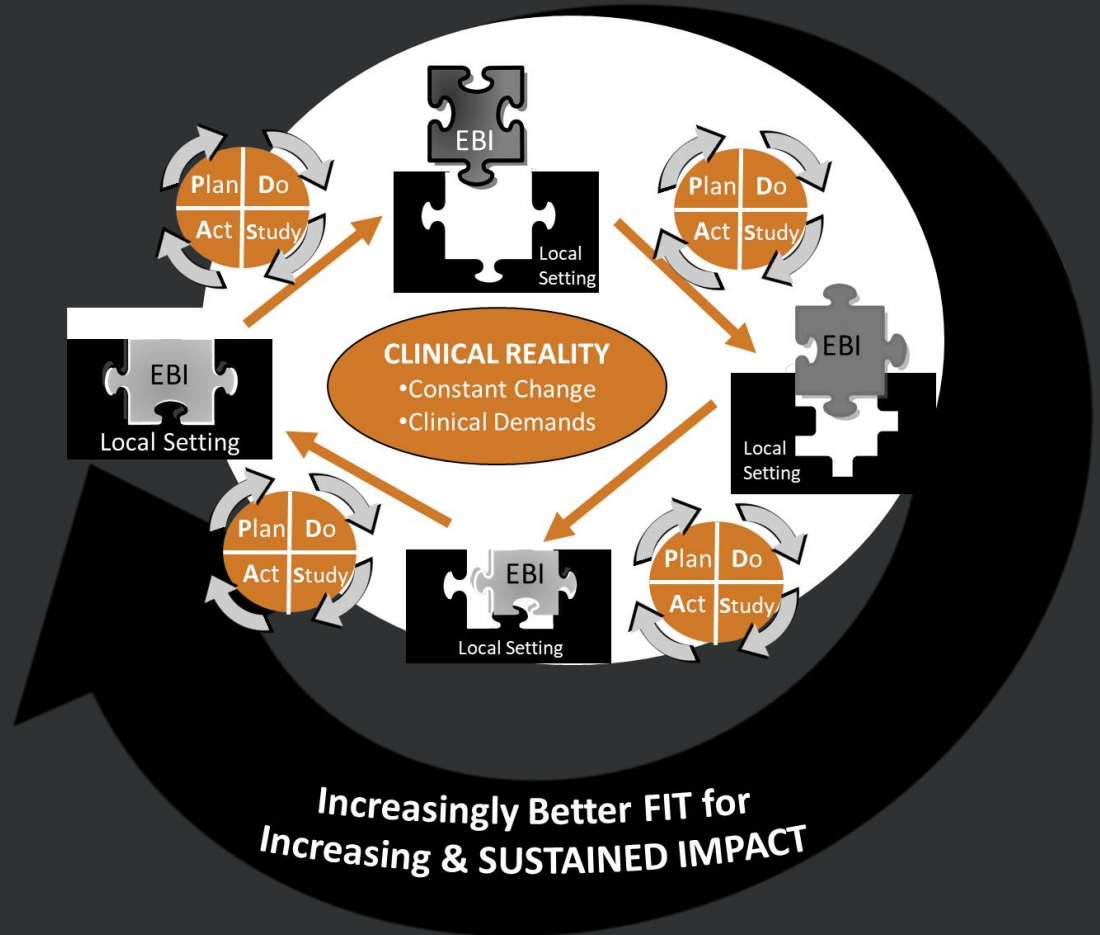 EBI
Local
Setting
Plan Do
Act Study
Plan Do
Act Study
EBI
Local
Setting
CLINICAL REALITY
•Constant Change
•Clinical Demands
EBI
Local Setting
Plan Do
Act Study
EBI
Local Setting
Plan Do
Act Study
Increasingly Better FIT for
Increasing & SUSTAINED IMPACT